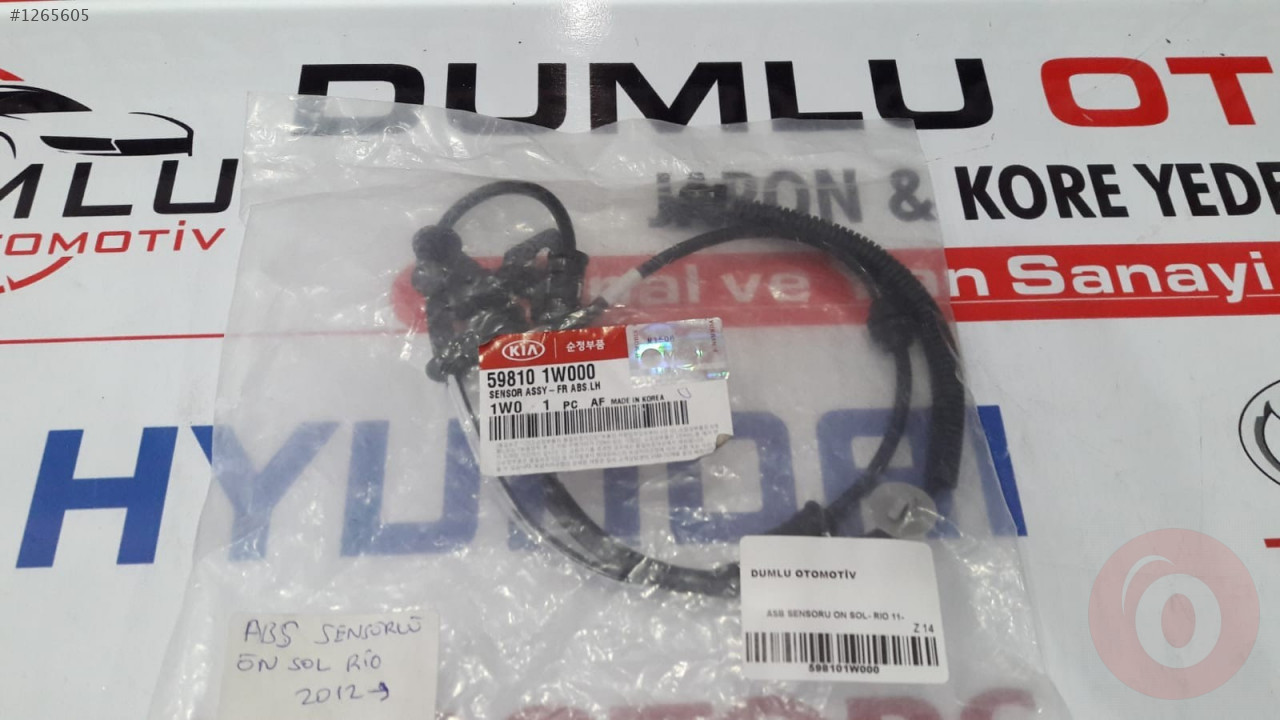 #1265605
DUMLU OT
MLU
OTOMOTİV
JAPON & KORE YEDE
Sanayi
HYUNDAI
KIA
순정부품
59810 1W000
SENSOR ASSY-FR ABS.LH
1W0 1 PC AF MADE IN KOREA
DUMLU OTOMOTİV
ASB SENSORU ON SOL- RIO 11-
Z 14
598101W000
ABS SENSÖRLÜ
ÖN SOL RİO
2012→